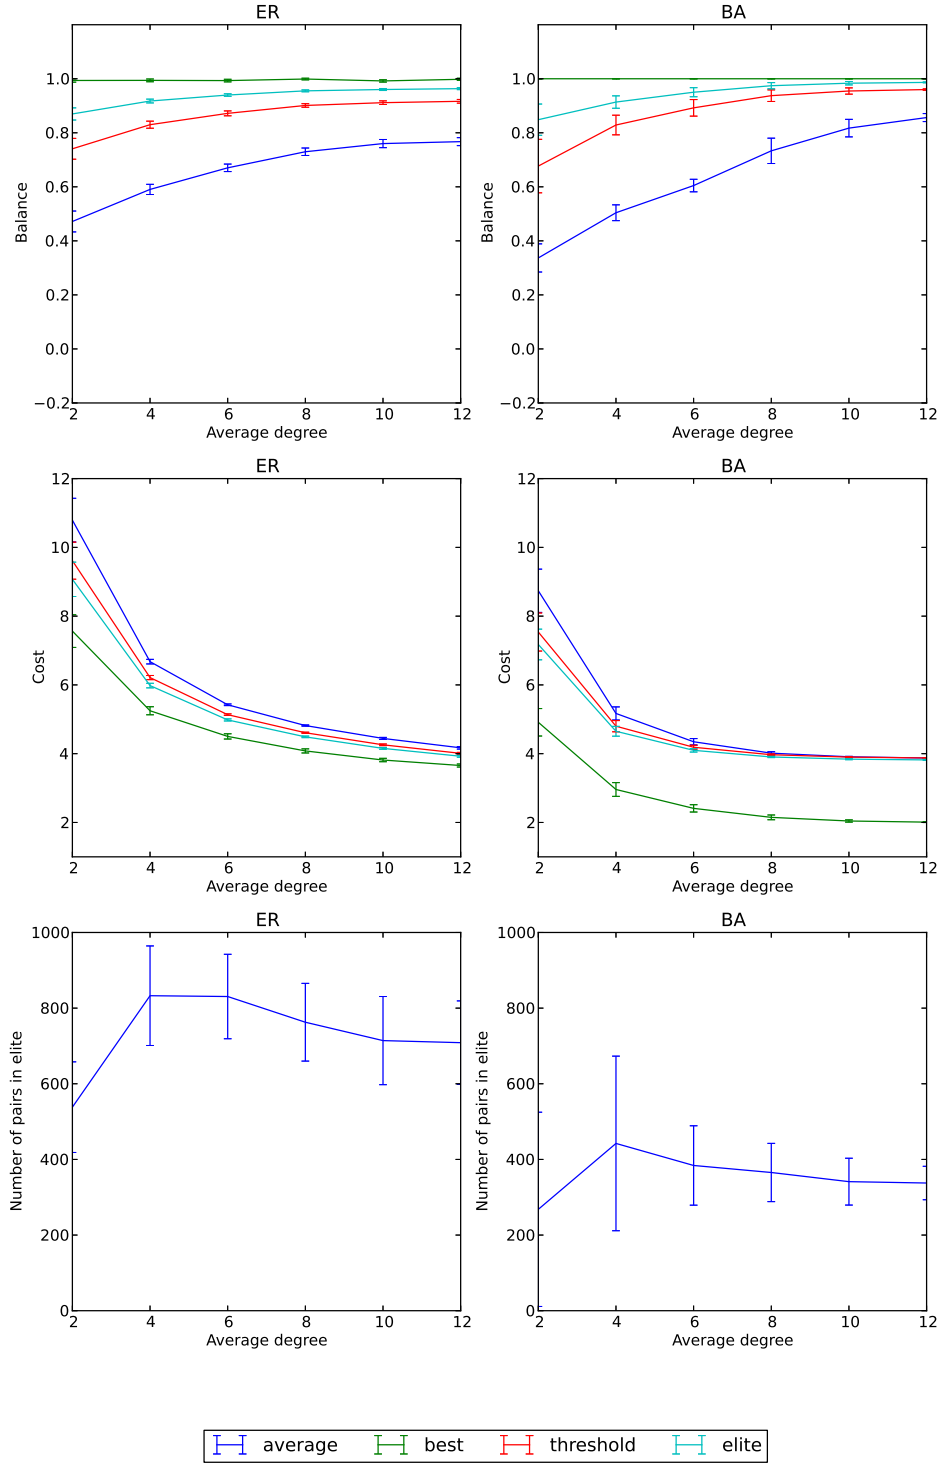 ER
BA
1.0
0.8
0.6
0.4
0.2
0.0
−0.2
Balance
2 4 6 8 10 12
Average degree
1.0
0.8
0.6
0.4
0.2
0.0
−0.2
Balance
2 4 6 8 10 12
Average degree
ER
BA
12
10
8
6
4
2
Cost
2 4 6 8 10 12
Average degree
12
10
8
6
4
2
Cost
2 4 6 8 10 12
Average degree
ER
BA
1000
800
600
400
200
0
Number of pairs in elite
2 4 6 8 10 12
Average degree
1000
800
600
400
200
0
Number of pairs in elite
2 4 6 8 10 12
Average degree
average best threshold elite